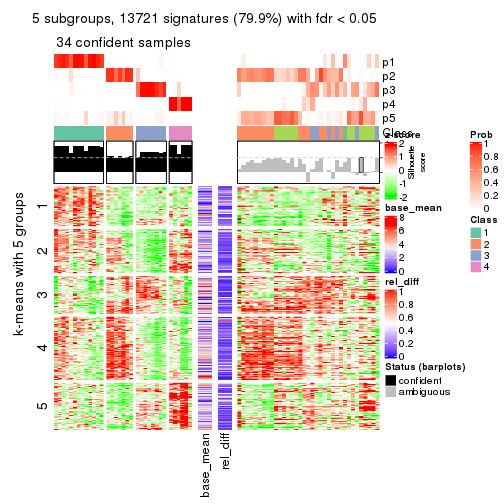 5 subgroups, 13721 signatures (79.9%) with fdr < 0.05
34 confident samples
p1
p2
p3
p4
p5
Class
Silhouette
score
k-means with 5 groups
1
2
3
4
5
base_mean
rel_diff
z-score
2
1
0
-1
-2
base_mean
8
6
4
2
0
rel_diff
1
0.8
0.6
0.4
0.2
0
Status (barplots)
confident
ambiguous
Prob
1
0.8
0.6
0.4
0.2
0
Class
1
2
3
4